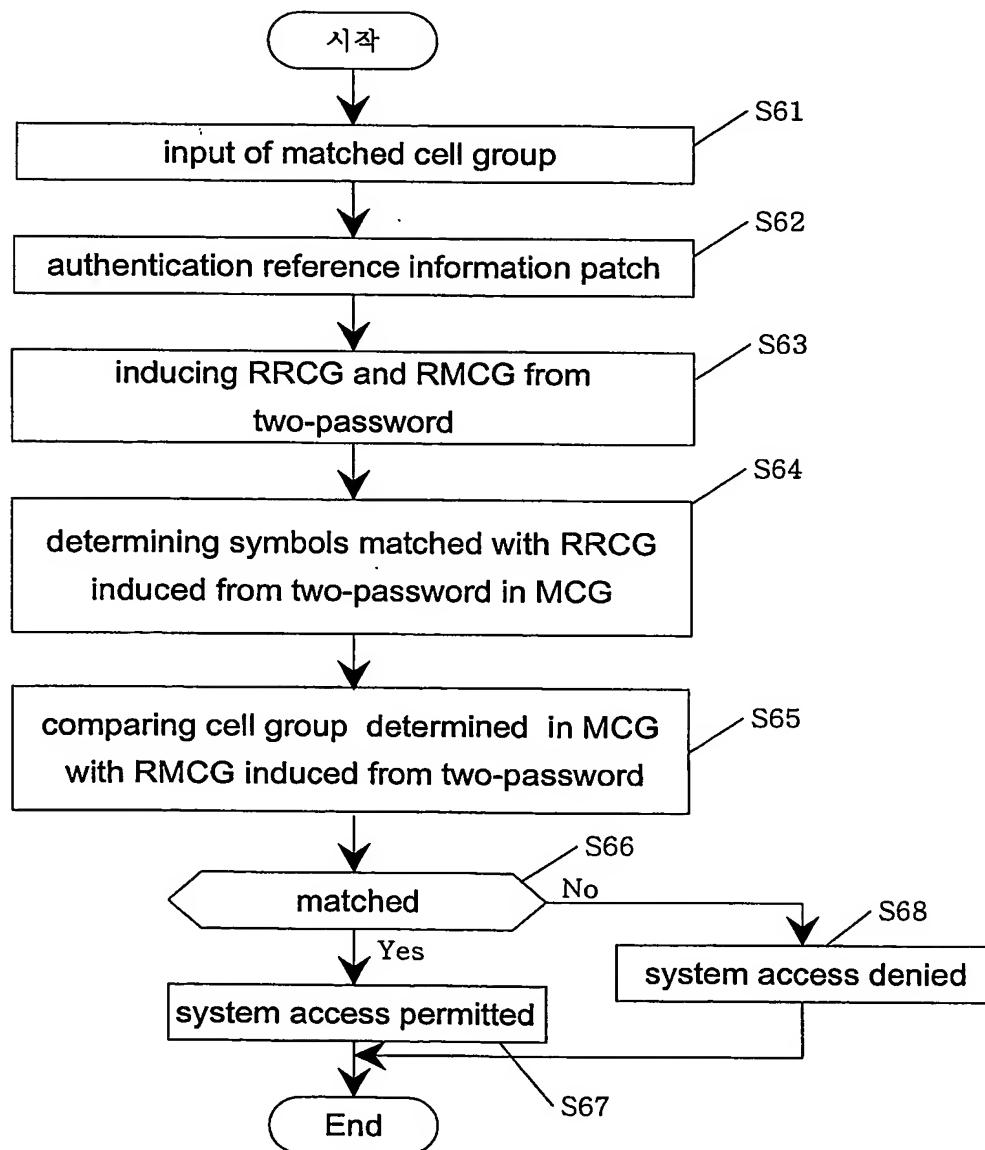 시작
S61
input of matched cell group
S62
authentication reference information patch
S63
inducing RRCG and RMCG from
two-password
S64
determining symbols matched with RRCG
induced from two-password in MCG
S65
comparing cell group determined in MCG
with RMCG induced from two-password
S66
matched
No
S68
Yes
system access denied
system access permitted
S67
End